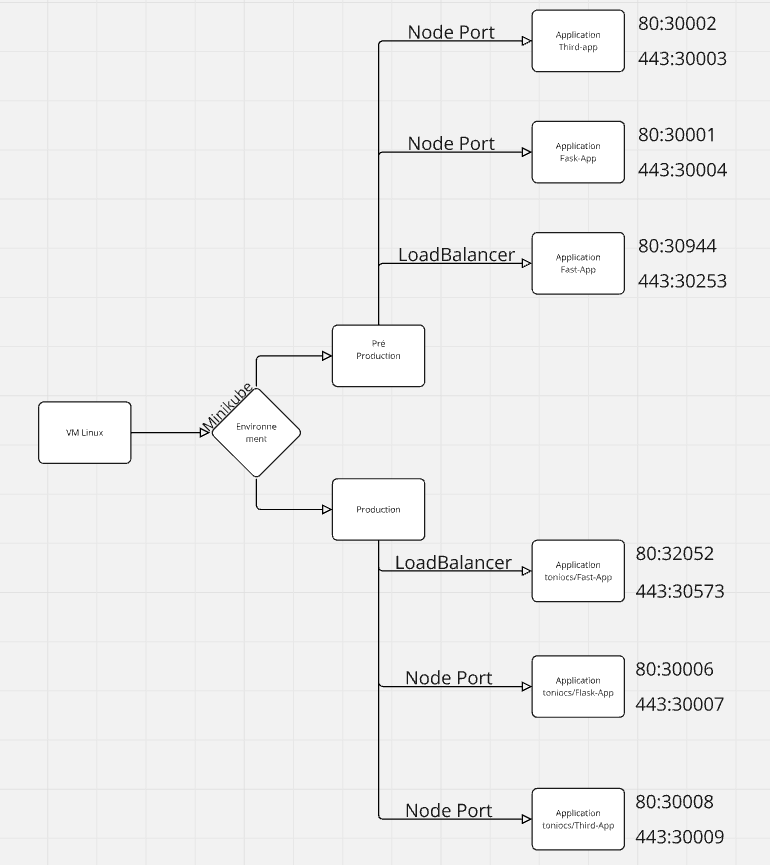 Node Port
Application
Third-app
80:30002
443:30003
Node Port
Application
Fask-App
80:30001
443:30004
LoadBalancer
Application
Fast-App
80:30944
443:30253
Pré
Production
Minikube
VM Linux
Environne
ment
Production
LoadBalancer
Application
toniocs/Fast-App
80:32052
443:30573
Node Port
Application
toniocs/Flask-App
80:30006
443:30007
Node Port
Application
toniocs/Third-App
80:30008
443:30009